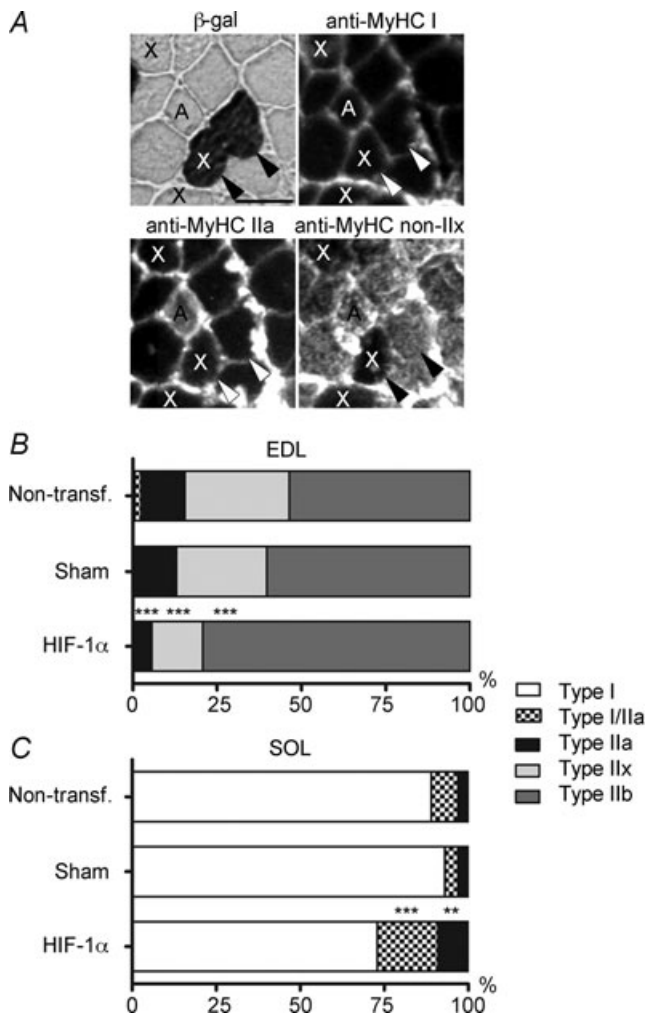 A
β-gal
anti-MyHC I
X
A
X
X
X
A
X
X
anti-MyHC IIa
anti-MyHC non-IIx
X
A
X
X
X
A
X
X
B
EDL
Non-transf.
Sham
*** *** ***
HIF-1α
0 25 50 75 100 %
Type I
Type I/IIa
Type IIa
Type IIx
Type IIb
C
SOL
Non-transf.
Sham
*** **
HIF-1α
0 25 50 75 100 %